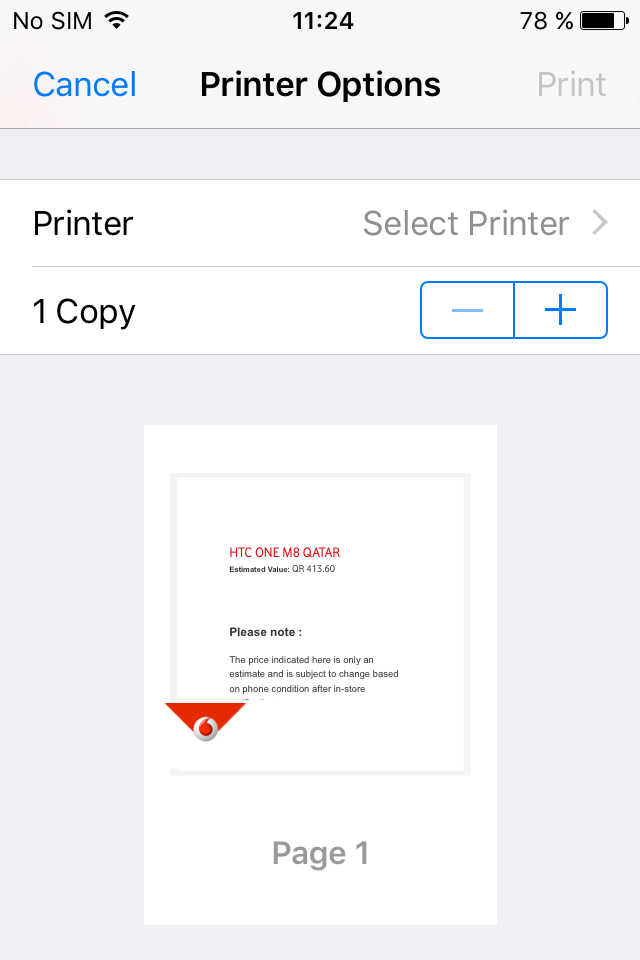 No SIM 11:24 78 %
Cancel Printer Options Print
Printer Select Printer
1 Copy
HTC ONE M8 QATAR
Estimated Value: QR 413.60
Please note :
The price indicated here is only an
estimate and is subject to change based
on phone condition after in-store
Page 1